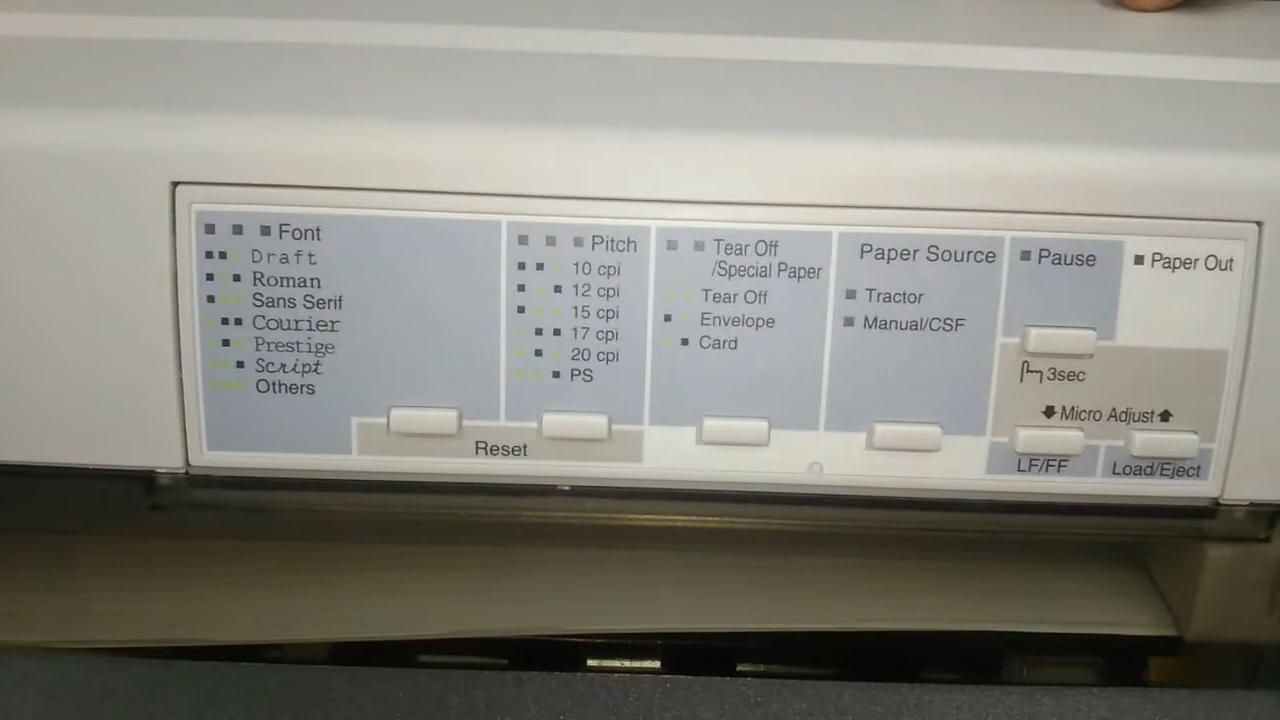 Font
Draft
Roman
Sans Serif
Courier
Prestige
Script
Others
Pitch
10 cpi
12 cpi
15 cpi
17 cpi
20 cpi
PS
Reset
Tear Off
/Special Paper
Tear Off
Envelope
Card
Paper Source
Tractor
Manual/CSF
Pause
3sec
Paper Out
Micro Adjust
LF/FF
Load/Eject